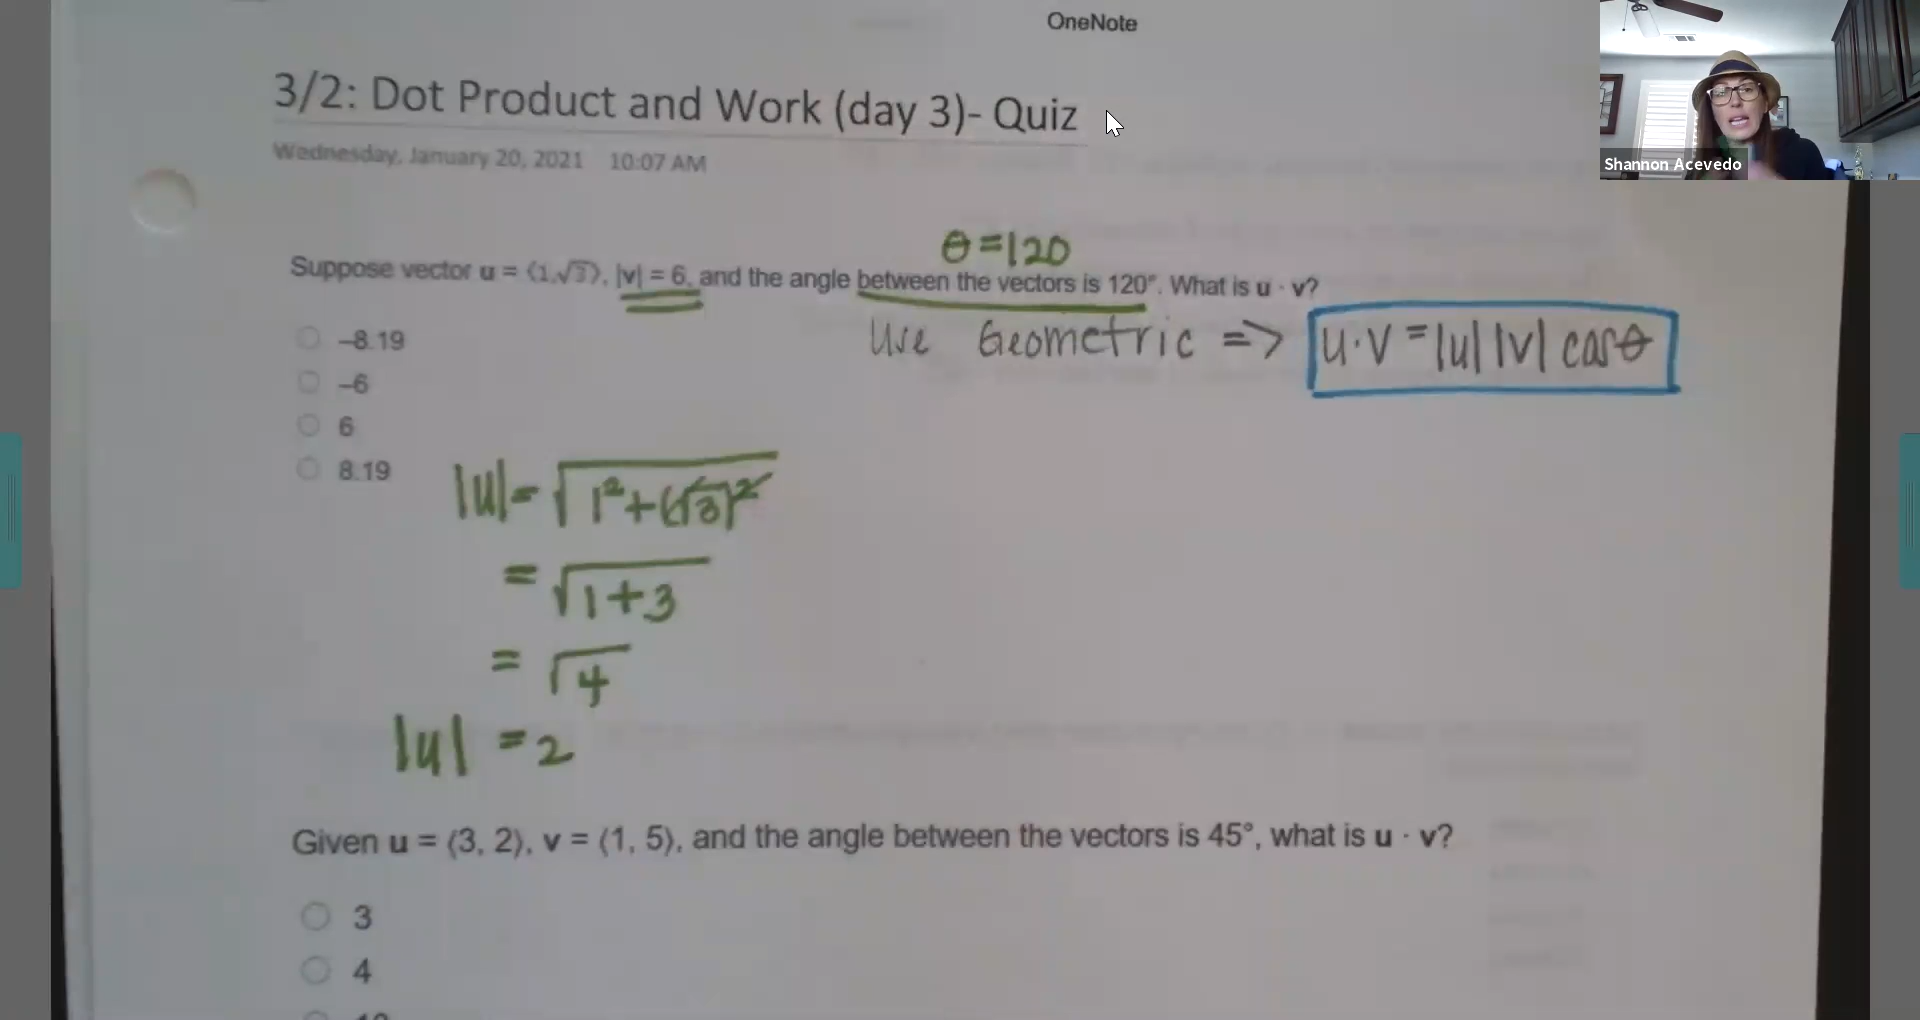 OneNote
3/2: Dot Product and Work (day 3)- Quiz
Wednesday, January 20, 2021 10:07 AM
Shannon Acevedo
θ=120
Suppose vector u = ⟨1,√3⟩, |v| = 6, and the angle between the vectors is 120°. What is u · v?
Use Geometric => u·v = |u| |v| cosθ
–8.19
–6
6
8.19
|u| = √1²+(√3)²
= √1+3
= √4
|u| = 2
Given u = ⟨3, 2⟩, v = ⟨1, 5⟩, and the angle between the vectors is 45°, what is u · v?
3
4